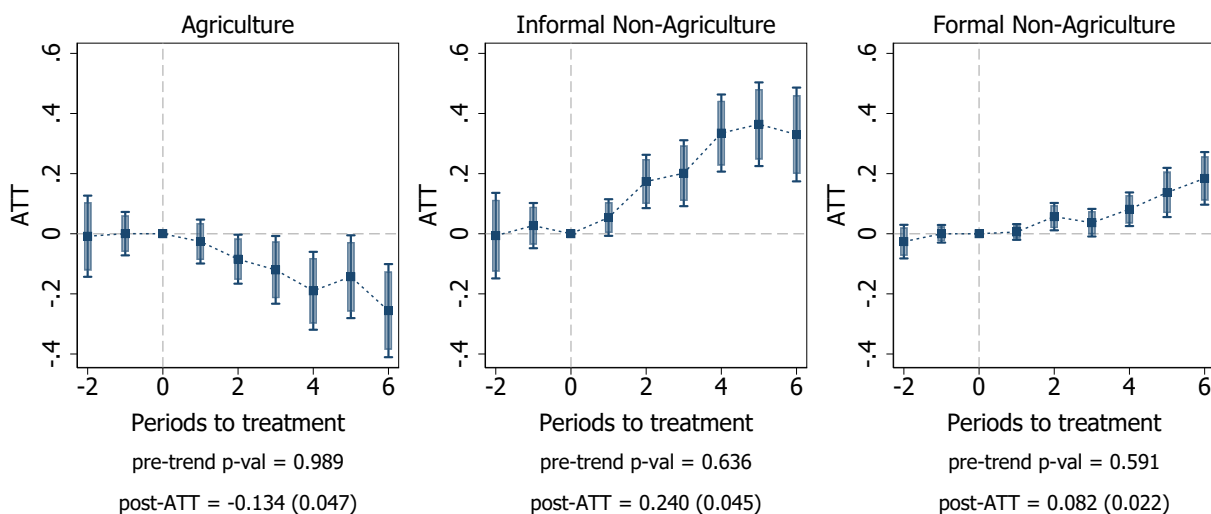 Agriculture
ATT
.6
.4
.2
0
-.2
-.4
-2 0 2 4 6
Periods to treatment
pre-trend p-val = 0.989
post-ATT = -0.134 (0.047)
Informal Non-Agriculture
ATT
.6
.4
.2
0
-.2
-.4
-2 0 2 4 6
Periods to treatment
pre-trend p-val = 0.636
post-ATT = 0.240 (0.045)
Formal Non-Agriculture
ATT
.6
.4
.2
0
-.2
-.4
-2 0 2 4 6
Periods to treatment
pre-trend p-val = 0.591
post-ATT = 0.082 (0.022)